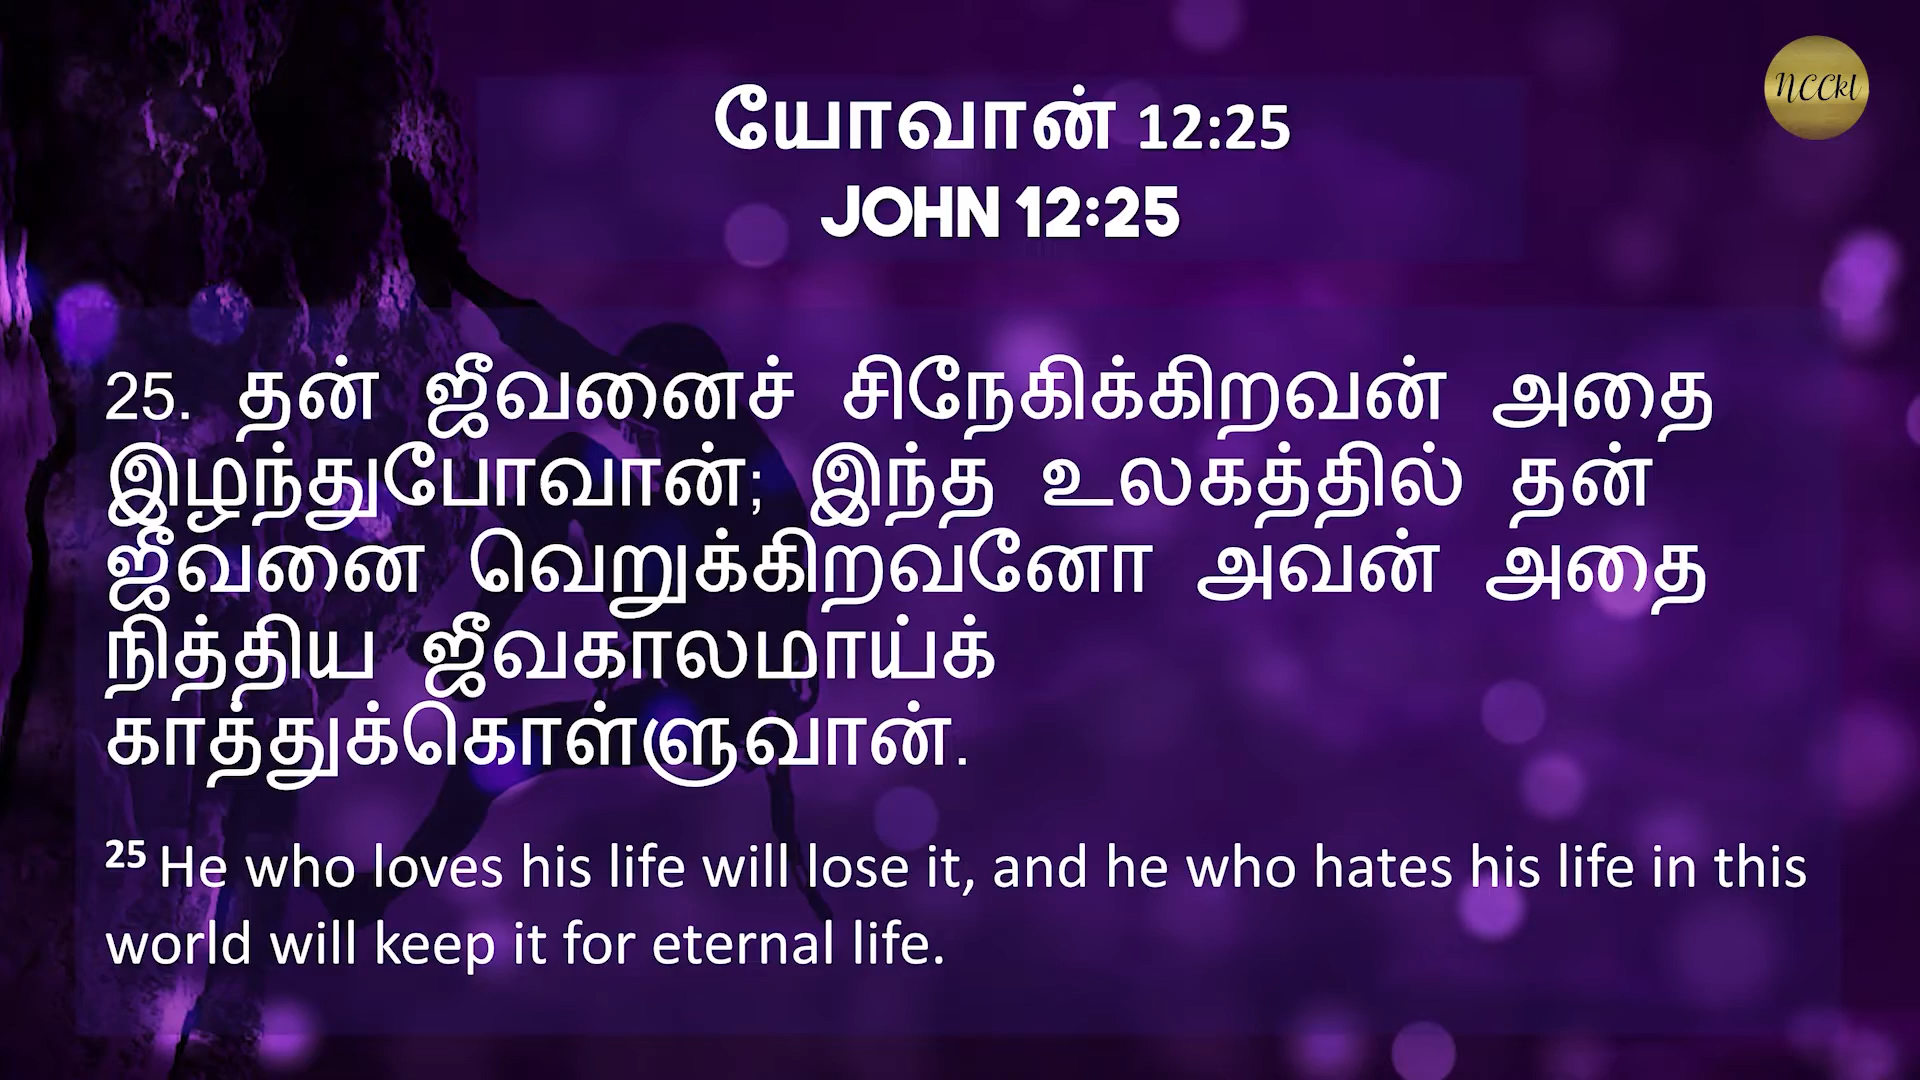 யோவான் 12:25
JOHN 12:25
NCCkl
25. தன் ஜீவனைச் சிநேகிக்கிறவன் அதை
இழந்துபோவான்; இந்த உலகத்தில் தன்
ஜீவனை வெறுக்கிறவனோ அவன் அதை
நித்திய ஜீவகாலமாய்க்
காத்துக்கொள்ளுவான்.
25 He who loves his life will lose it, and he who hates his life in this
world will keep it for eternal life.